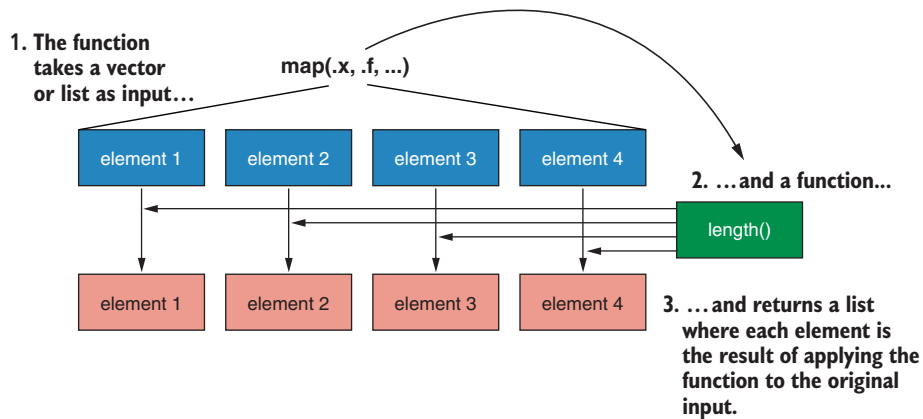 1. The function
takes a vector
or list as input…
map(.x, .f, ...)
element 1
element 2
element 3
element 4
2. …and a function...
length()
element 1
element 2
element 3
element 4
3. …and returns a list
where each element is
the result of applying the
function to the original
input.